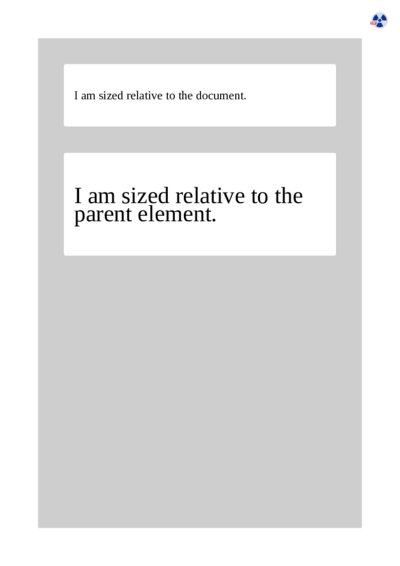 I am sized relative to the document.
I am sized relative to the
parent element.